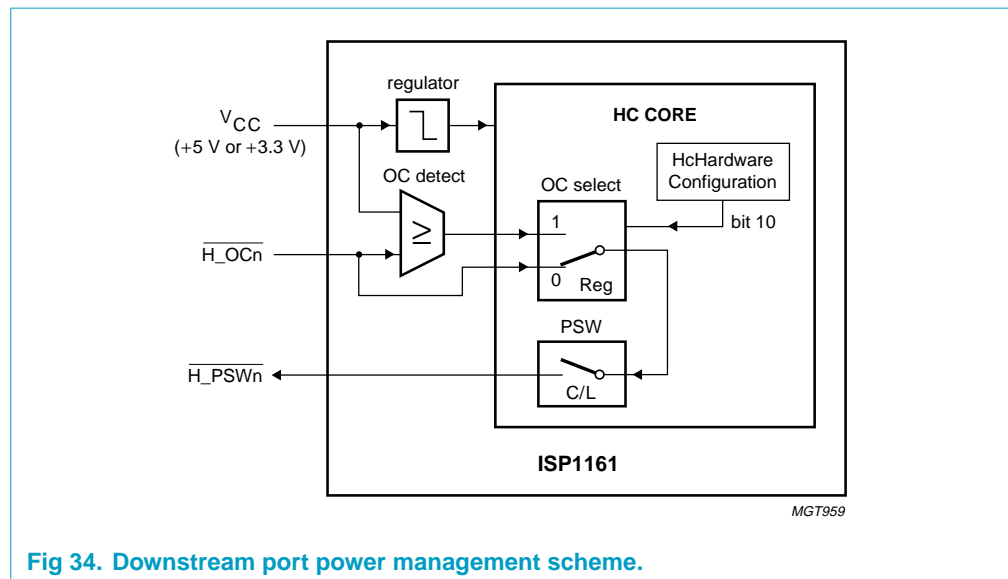 regulator
HC CORE
VCC
(+5 V or +3.3 V)
HcHardware
Configuration
OC detect
OC select
1
bit 10
≥
H_OCn
0
Reg
PSW
H_PSWn
C/L
ISP1161
MGT959
Fig 34. Downstream port power management scheme.